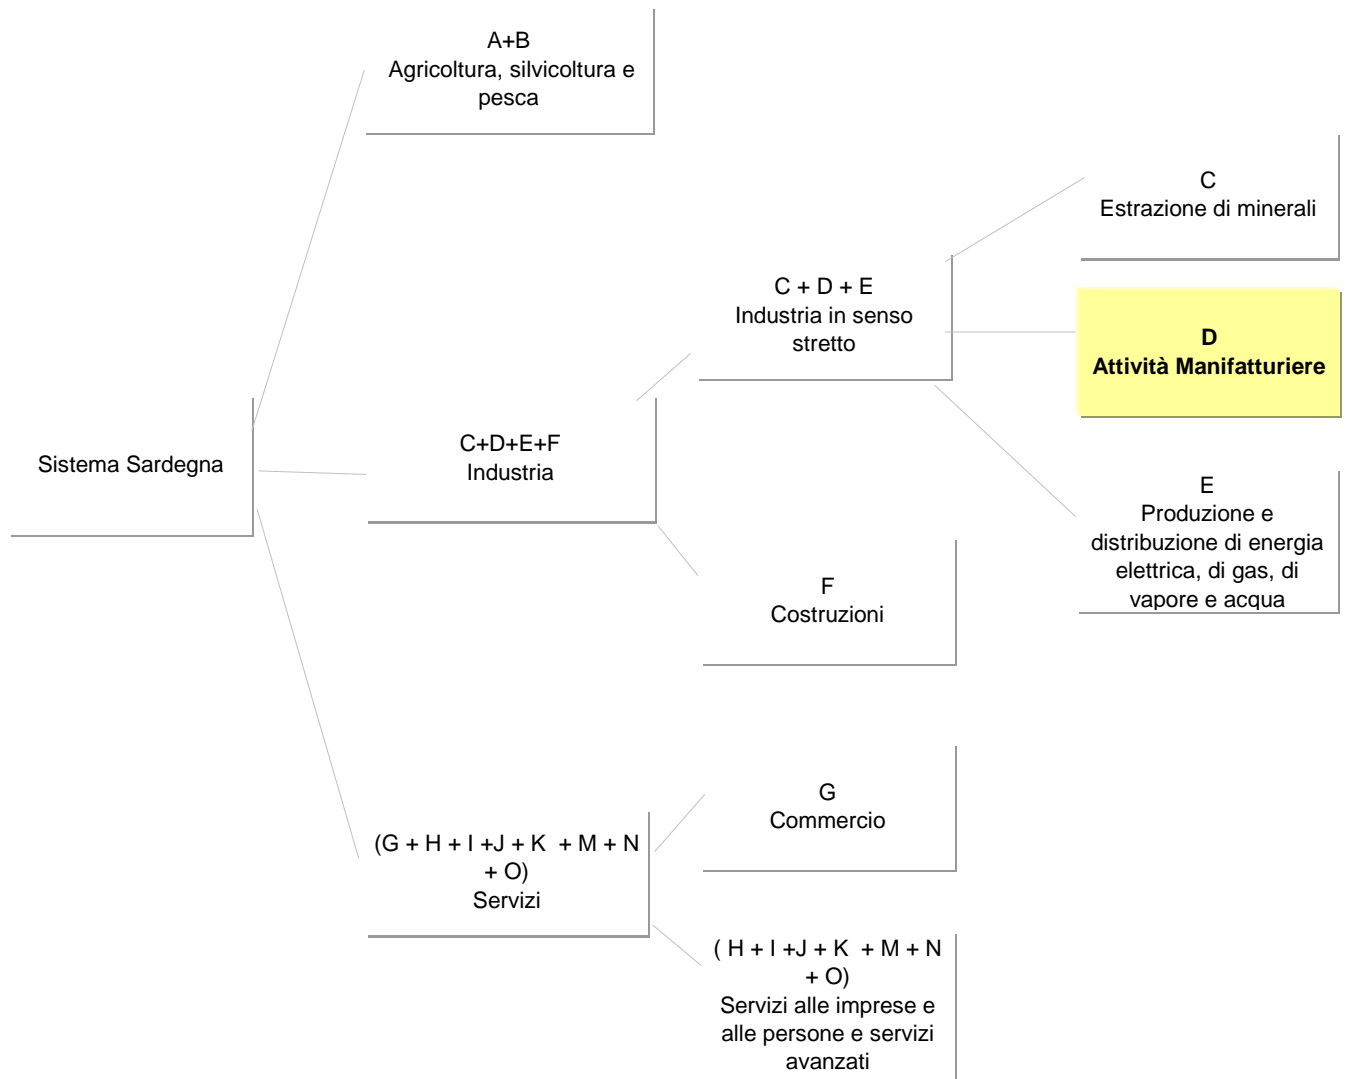 A+B
Agricoltura, silvicoltura e
pesca
C
Estrazione di minerali
C + D + E
Industria in senso
stretto
D
Attività Manifatturiere
Sistema Sardegna
C+D+E+F
Industria
E
Produzione e
distribuzione di energia
elettrica, di gas, di
vapore e acqua
F
Costruzioni
G
Commercio
(G + H + I +J + K + M + N
+ O)
Servizi
( H + I +J + K + M + N
+ O)
Servizi alle imprese e
alle persone e servizi
avanzati